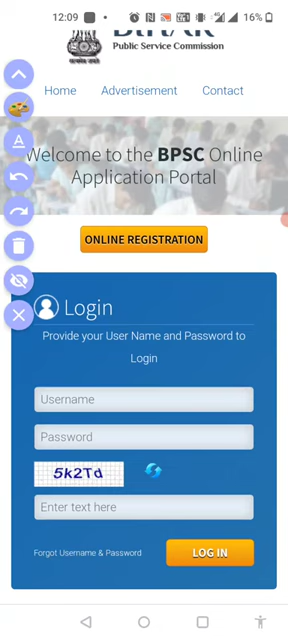 12:09
16%
BIHAR
Public Service Commission
Home Advertisement Contact
Welcome to the BPSC Online
Application Portal
ONLINE REGISTRATION
Login
Provide your User Name and Password to
Login
Username
Password
5k2Td
Enter text here
Forgot Username & Password
LOG IN
A